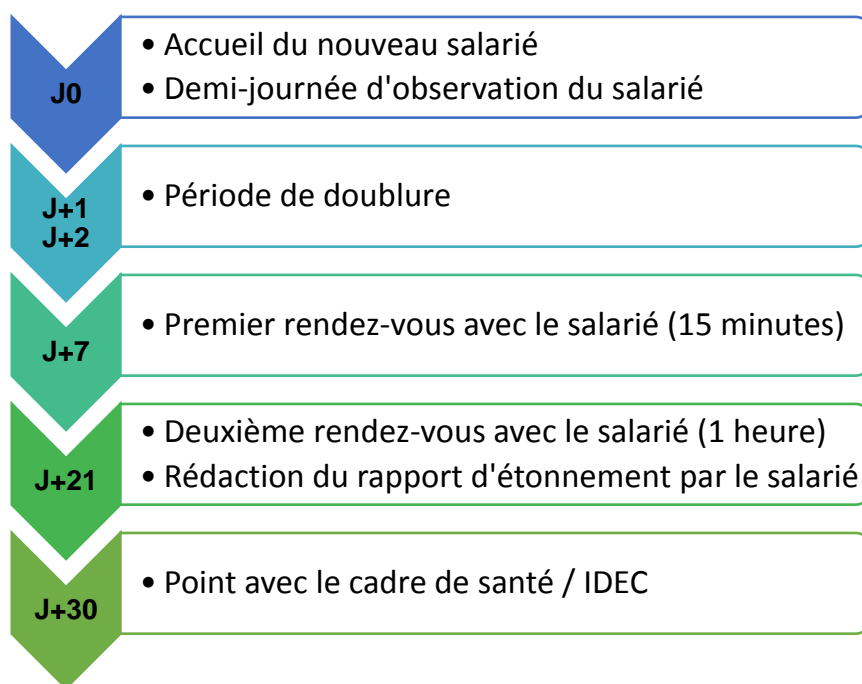 J0
• Accueil du nouveau salarié
• Demi-journée d'observation du salarié
J+1
J+2
• Période de doublure
J+7
• Premier rendez-vous avec le salarié (15 minutes)
J+21
• Deuxième rendez-vous avec le salarié (1 heure)
• Rédaction du rapport d'étonnement par le salarié
J+30
• Point avec le cadre de santé / IDEC